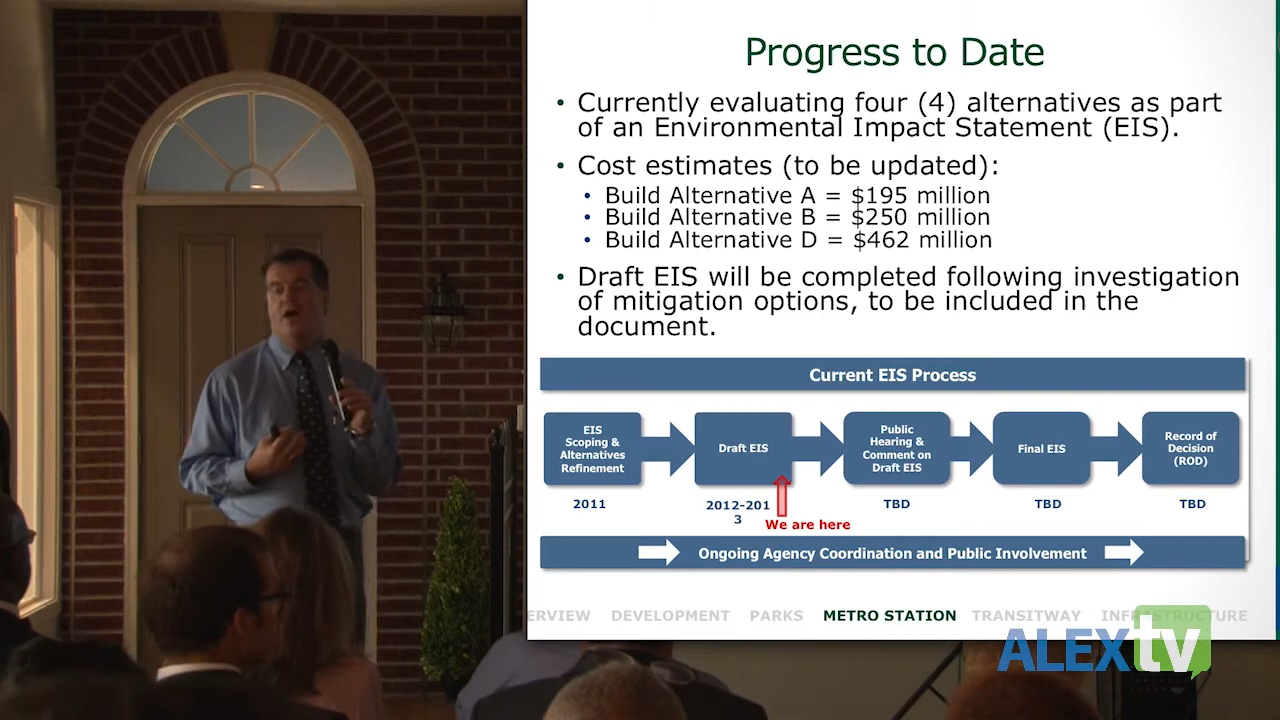 Progress to Date
• Currently evaluating four (4) alternatives as part
of an Environmental Impact Statement (EIS).
• Cost estimates (to be updated):
• Build Alternative A = $195 million
• Build Alternative B = $250 million
• Build Alternative D = $462 million
• Draft EIS will be completed following investigation
of mitigation options, to be included in the
document.
Current EIS Process
EIS
Scoping &
Alternatives
Refinement
2011
Draft EIS
2012-201
3
We are here
Public
Hearing &
Comment on
Draft EIS
TBD
Final EIS
TBD
Record of
Decision
(ROD)
TBD
Ongoing Agency Coordination and Public Involvement
ERVIEW DEVELOPMENT PARKS METRO STATION TRANSITWAY INFRASTRUCTURE
ALEXtv